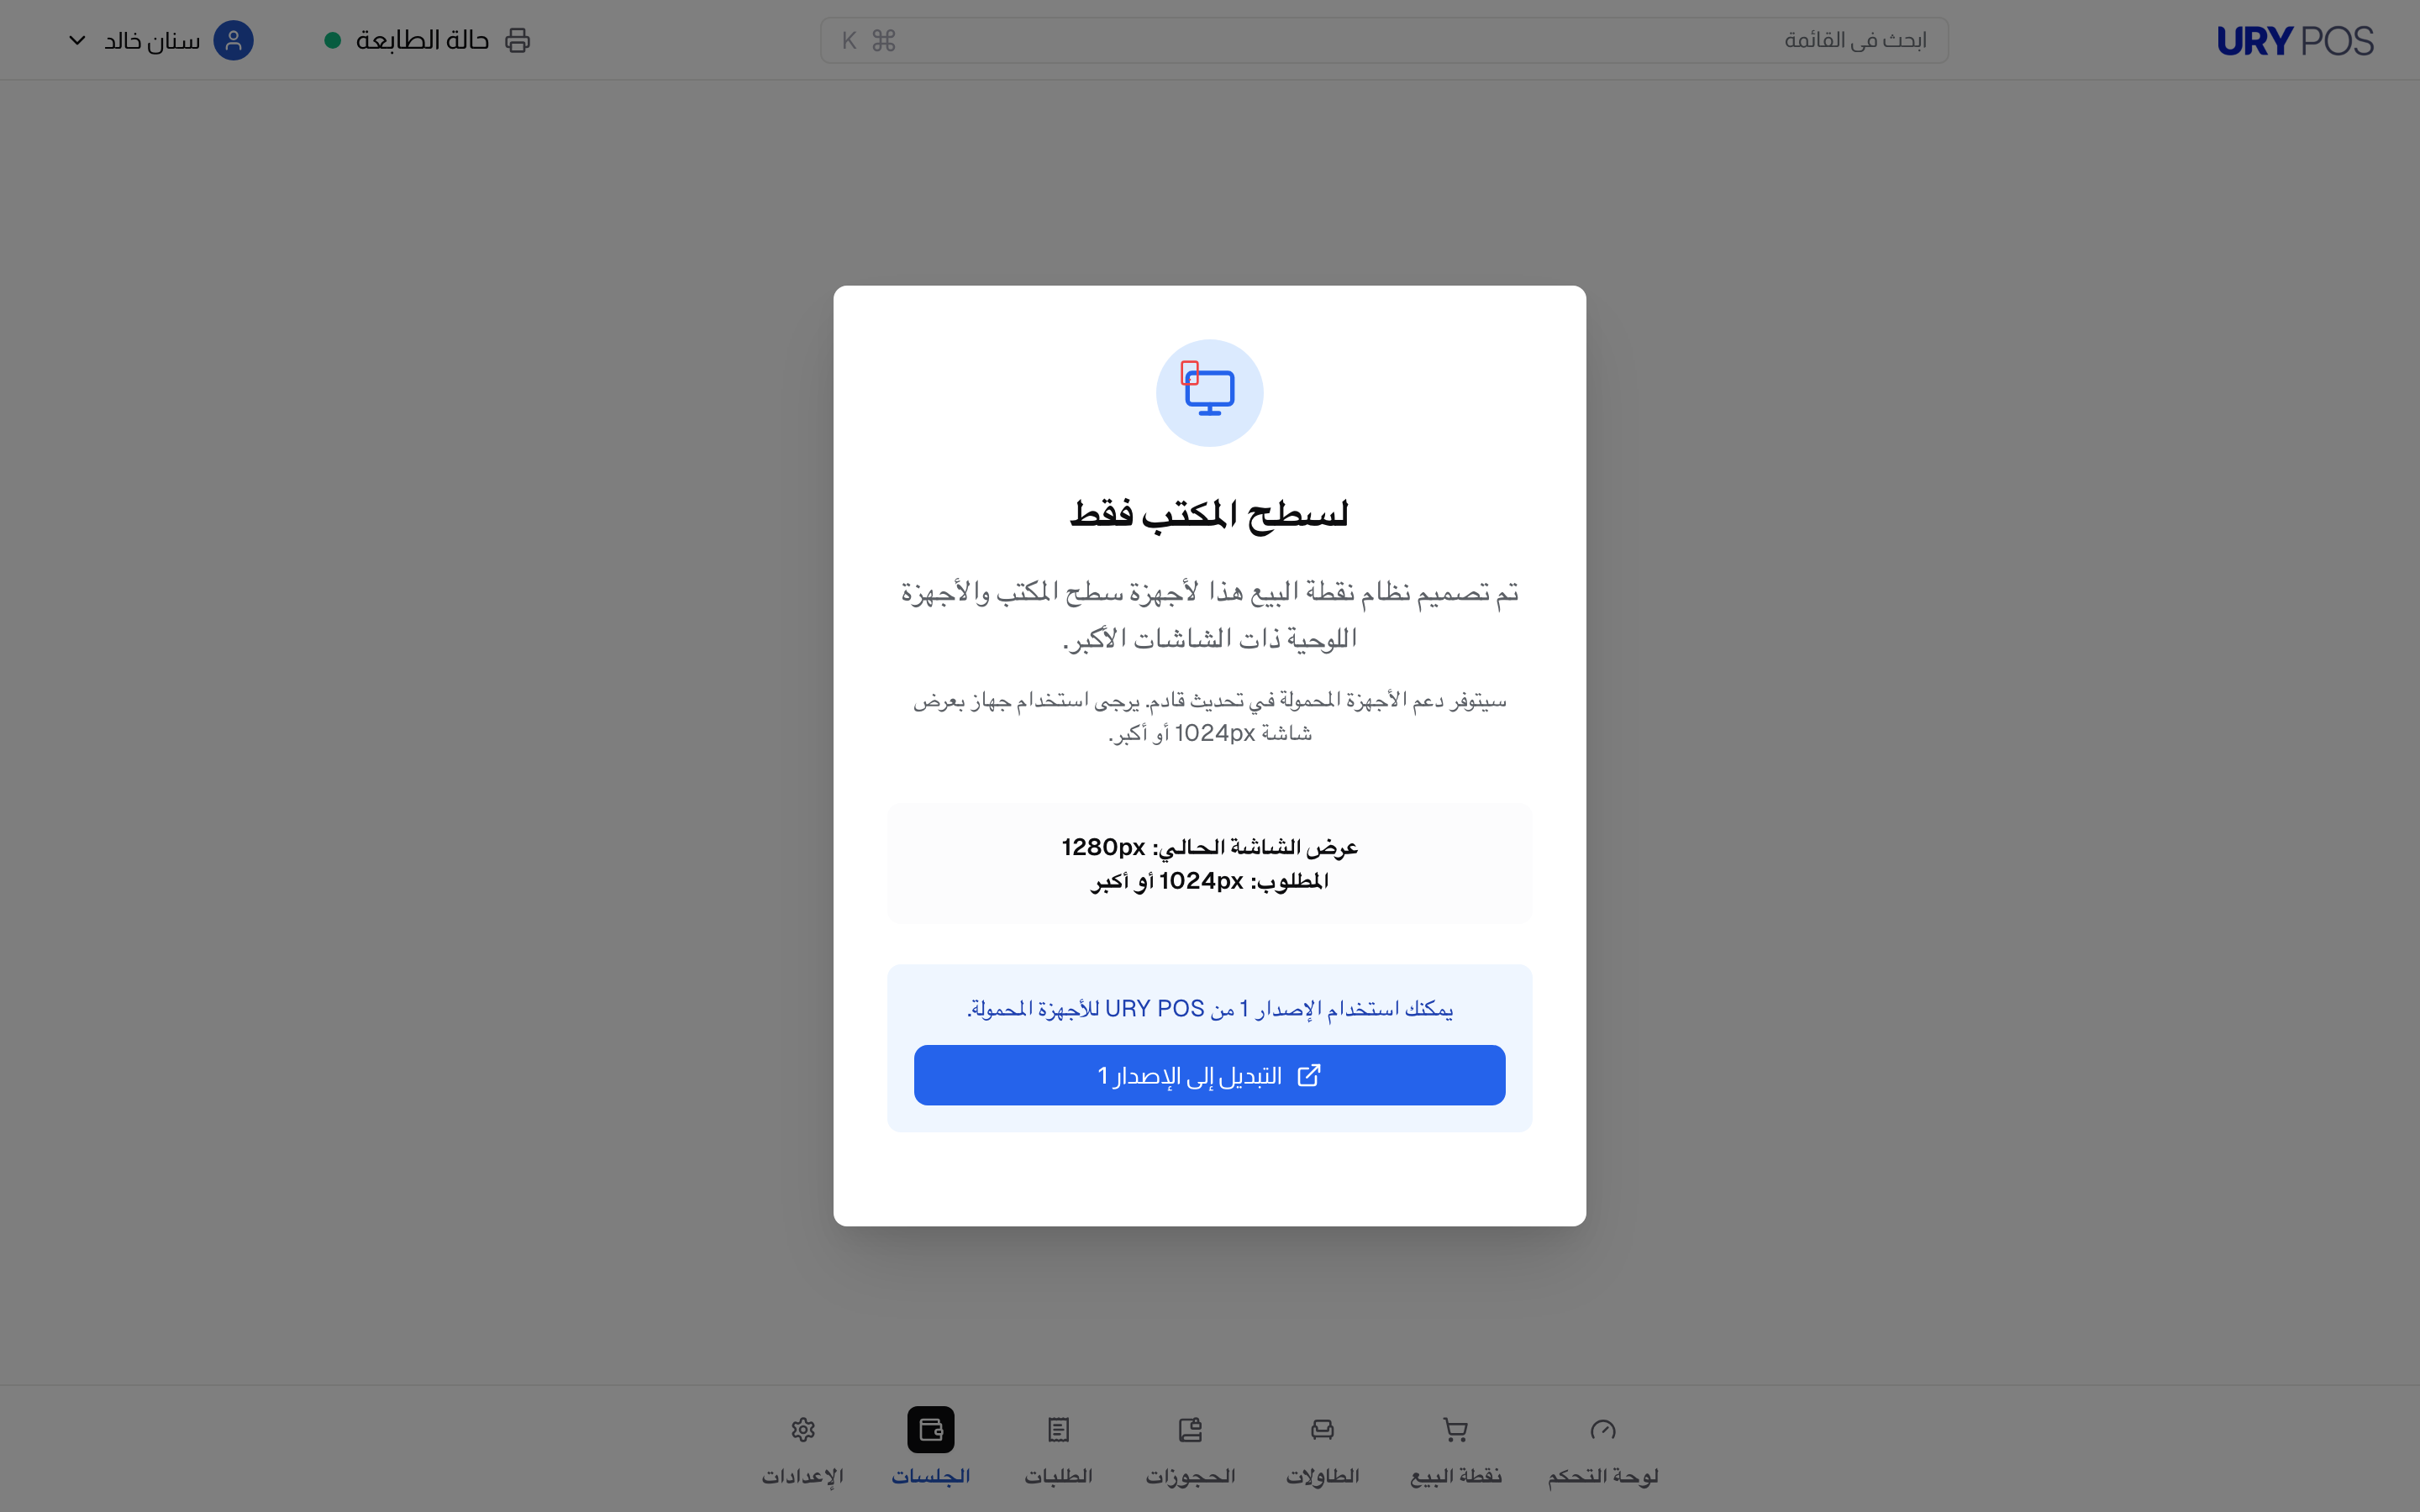 URY POS
ابحث في القائمة
⌘ K
حالة الطابعة
سنان خالد
لسطح المكتب فقط
تم تصميم نظام نقطة البيع هذا لأجهزة سطح المكتب والأجهزة
اللوحية ذات الشاشات الأكبر.
سيتوفر دعم الأجهزة المحمولة في تحديث قادم. يرجى استخدام جهاز بعرض
شاشة 1024px أو أكبر.
عرض الشاشة الحالي: 1280px
المطلوب: 1024px أو أكبر
يمكنك استخدام الإصدار 1 من URY POS للأجهزة المحمولة.
التبديل إلى الإصدار 1
لوحة التحكم
نقطة البيع
الطاولات
الحجوزات
الطلبات
الجلسات
الإعدادات